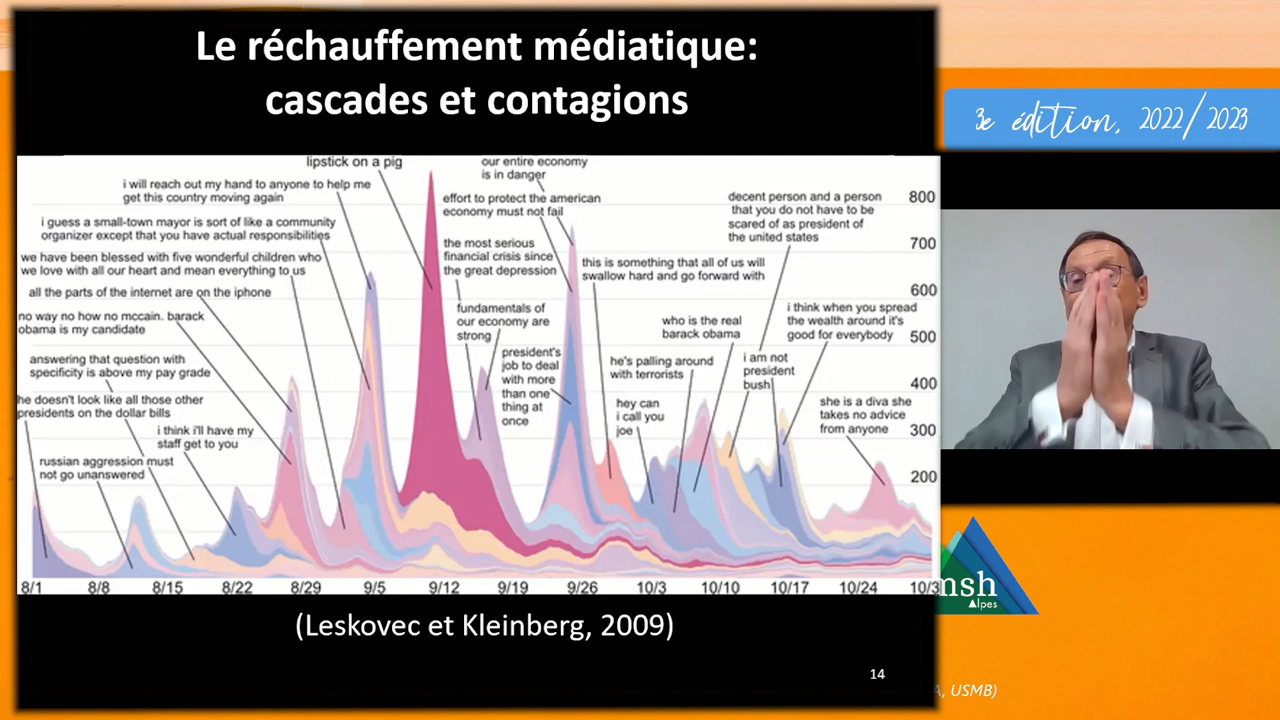 Le réchauffement médiatique:
cascades et contagions
3e édition, 2022/2023
lipstick on a pig
our entire economy
is in danger
i will reach out my hand to anyone to help me
get this country moving again
effort to protect the american
economy must not fail
decent person and a person
that you do not have to be
scared of as president of
the united states
i guess a small-town mayor is sort of like a community
organizer except that you have actual responsibilities
the most serious
financial crisis since
the great depression
we have been blessed with five wonderful children who
we love with all our heart and mean everything to us
this is something that all of us will
swallow hard and go forward with
all the parts of the internet are on the iphone
fundamentals of
our economy are
strong
i think when you spread
the wealth around it's
good for everybody
no way no how no mccain. barack
obama is my candidate
who is the real
barack obama
president's
job to deal
with more
than one
thing at
once
answering that question with
specificity is above my pay grade
he's palling around
with terrorists
i am not
president
bush
he doesn't look like all those other
presidents on the dollar bills
hey can
i call you
joe
she is a diva she
takes no advice
from anyone
i think i'll have my
staff get to you
russian aggression must
not go unanswered
800
700
600
500
400
300
200
8/1 8/8 8/15 8/22 8/29 9/5 9/12 9/19 9/26 10/3 10/10 10/17 10/24 10/3
(Leskovec et Kleinberg, 2009)
14
msh
Alpes
A, USMB)